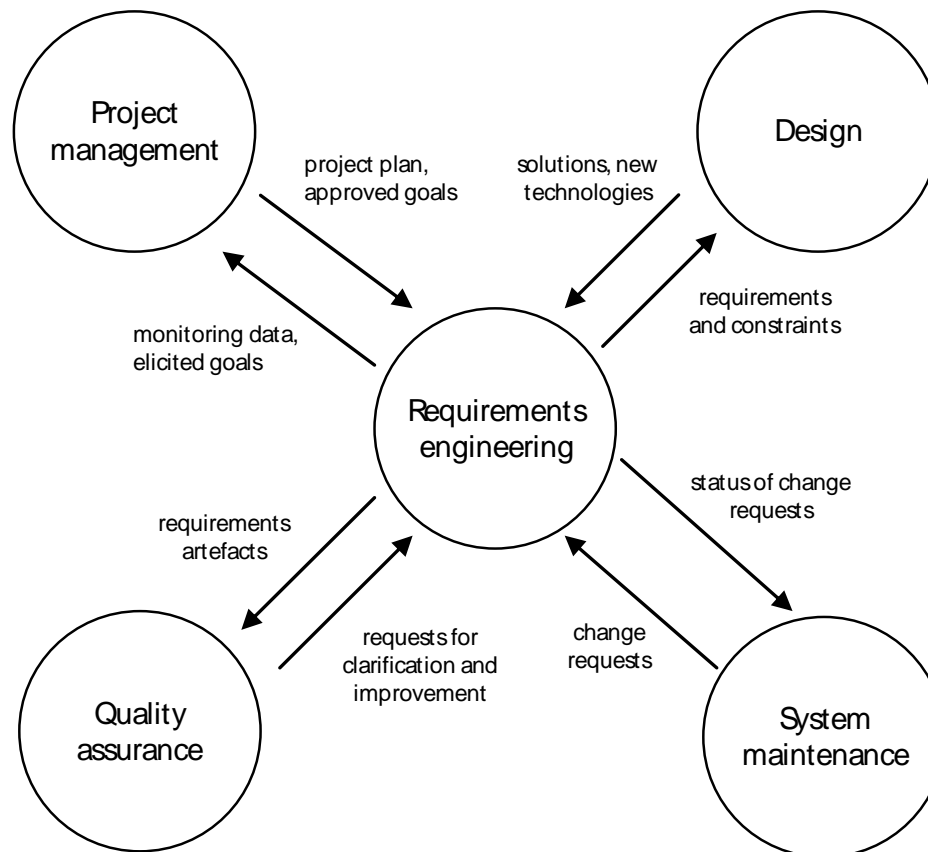 Project
management
Design
project plan,
approved goals
solutions, new
technologies
monitoring data,
elicited goals
requirements
and constraints
Requirements
engineering
requirements
artefacts
status of change
requests
requests for
clarification and
improvement
change
requests
Quality
assurance
System
maintenance